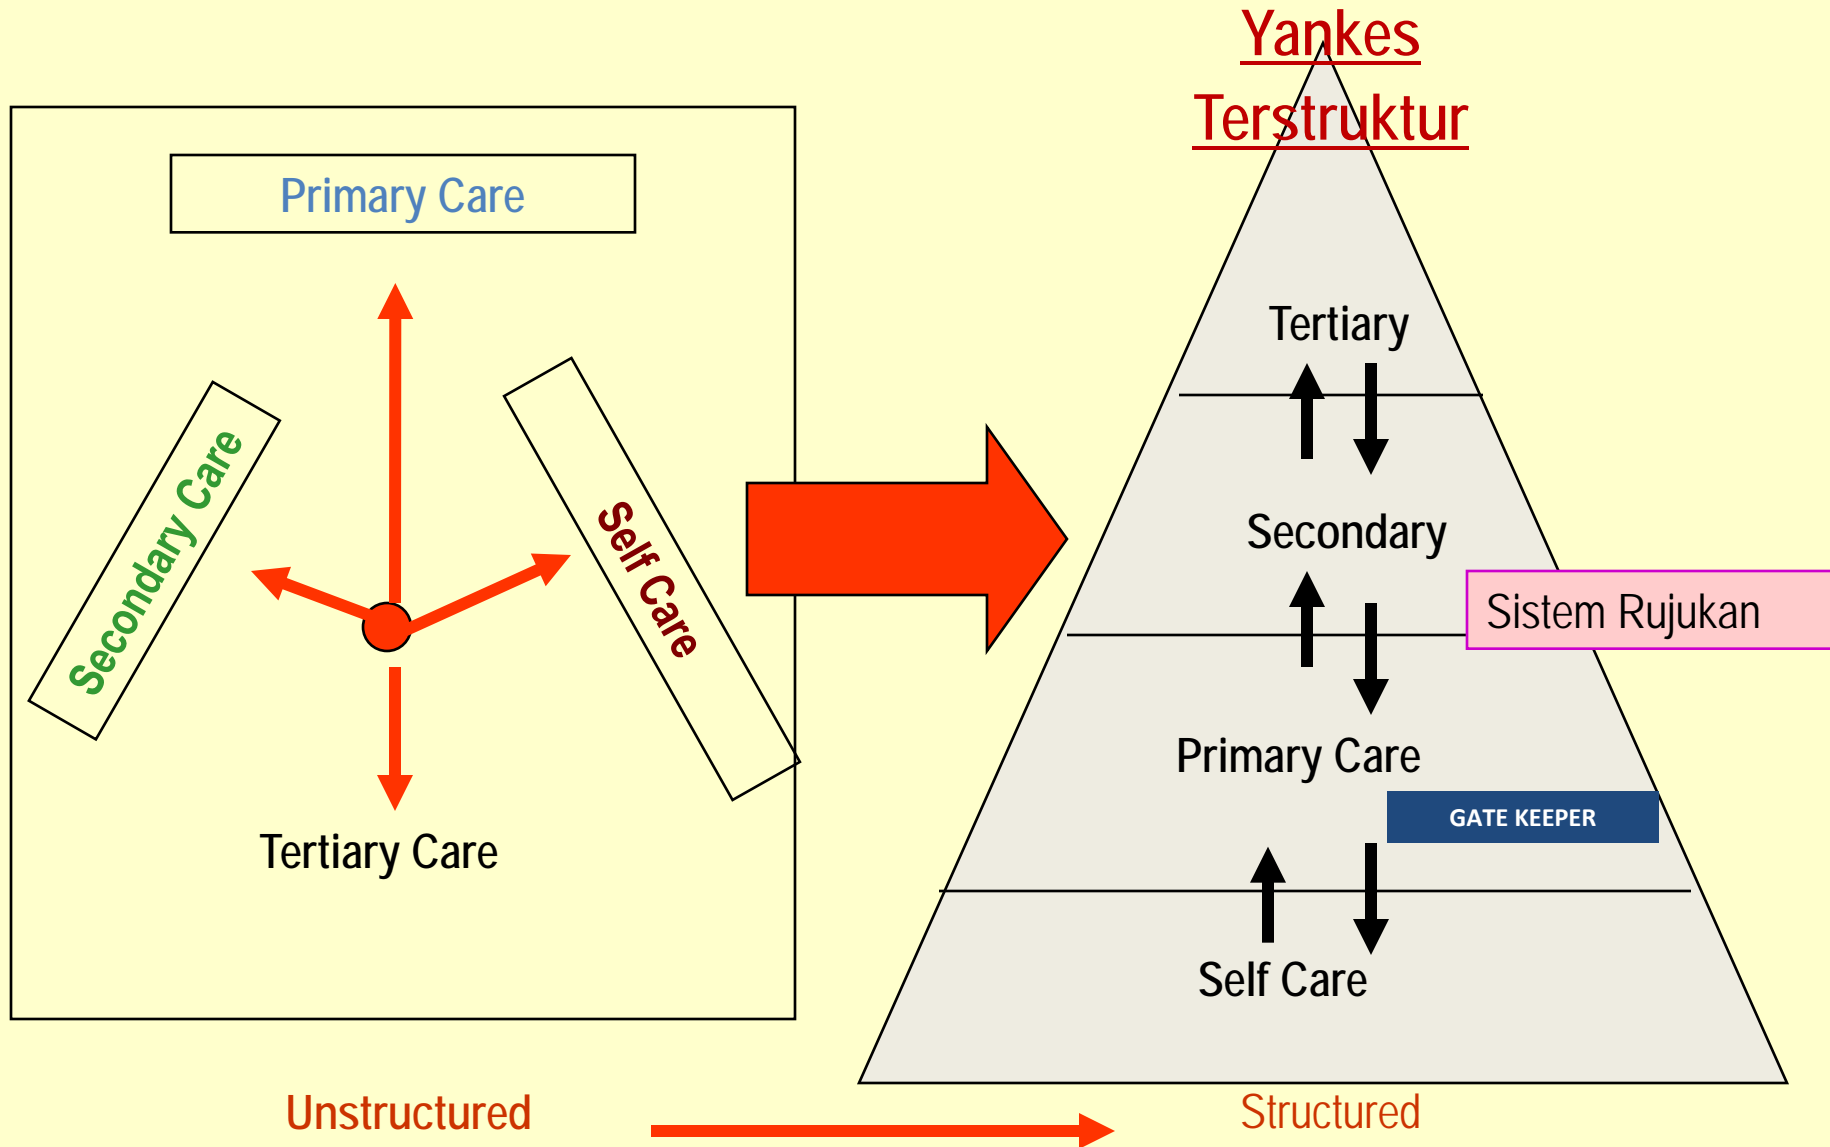 Yankes
Terstruktur
Primary Care
Secondary Care
Self Care
Tertiary Care
Tertiary
Secondary
Sistem Rujukan
Primary Care
GATE KEEPER
Self Care
Unstructured
Structured